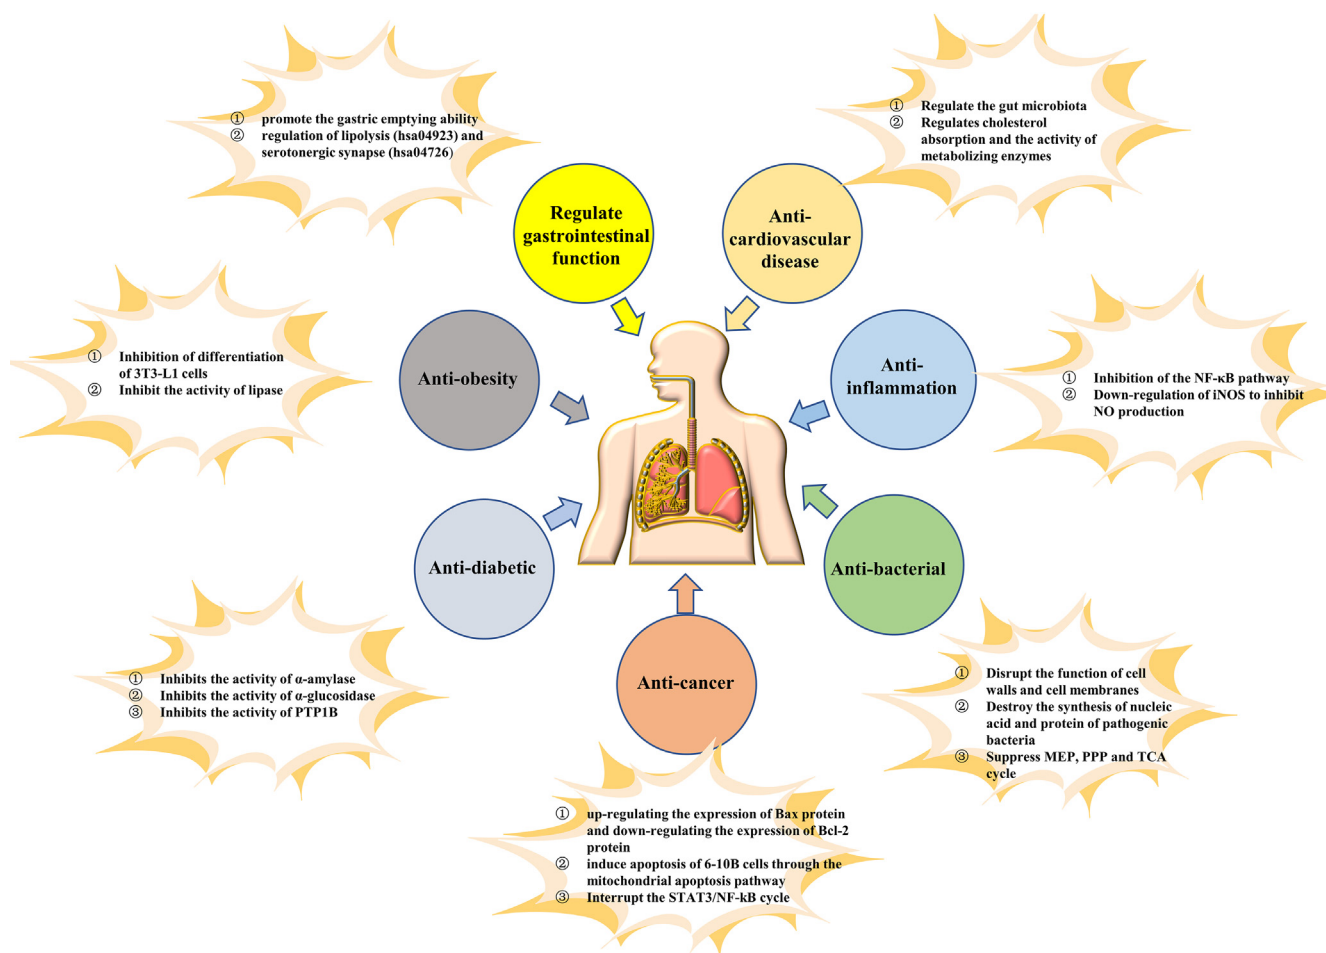 ① promote the gastric emptying ability
② regulation of lipolysis (hsa04923) and
serotonergic synapse (hsa04726)
① Regulate the gut microbiota
② Regulates cholesterol
absorption and the activity of
metabolizing enzymes
Regulate
gastrointestinal
function
Anti-
cardiovascular
disease
① Inhibition of differentiation
of 3T3-L1 cells
② Inhibit the activity of lipase
Anti-obesity
Anti-
inflammation
① Inhibition of the NF-κB pathway
② Down-regulation of iNOS to inhibit
NO production
Anti-diabetic
Anti-bacterial
① Inhibits the activity of α-amylase
② Inhibits the activity of α-glucosidase
③ Inhibits the activity of PTP1B
Anti-cancer
① Disrupt the function of cell
walls and cell membranes
② Destroy the synthesis of nucleic
acid and protein of pathogenic
bacteria
③ Suppress MEP, PPP and TCA
cycle
① up-regulating the expression of Bax protein
and down-regulating the expression of Bcl-2
protein
② induce apoptosis of 6-10B cells through the
mitochondrial apoptosis pathway
③ Interrupt the STAT3/NF-kB cycle